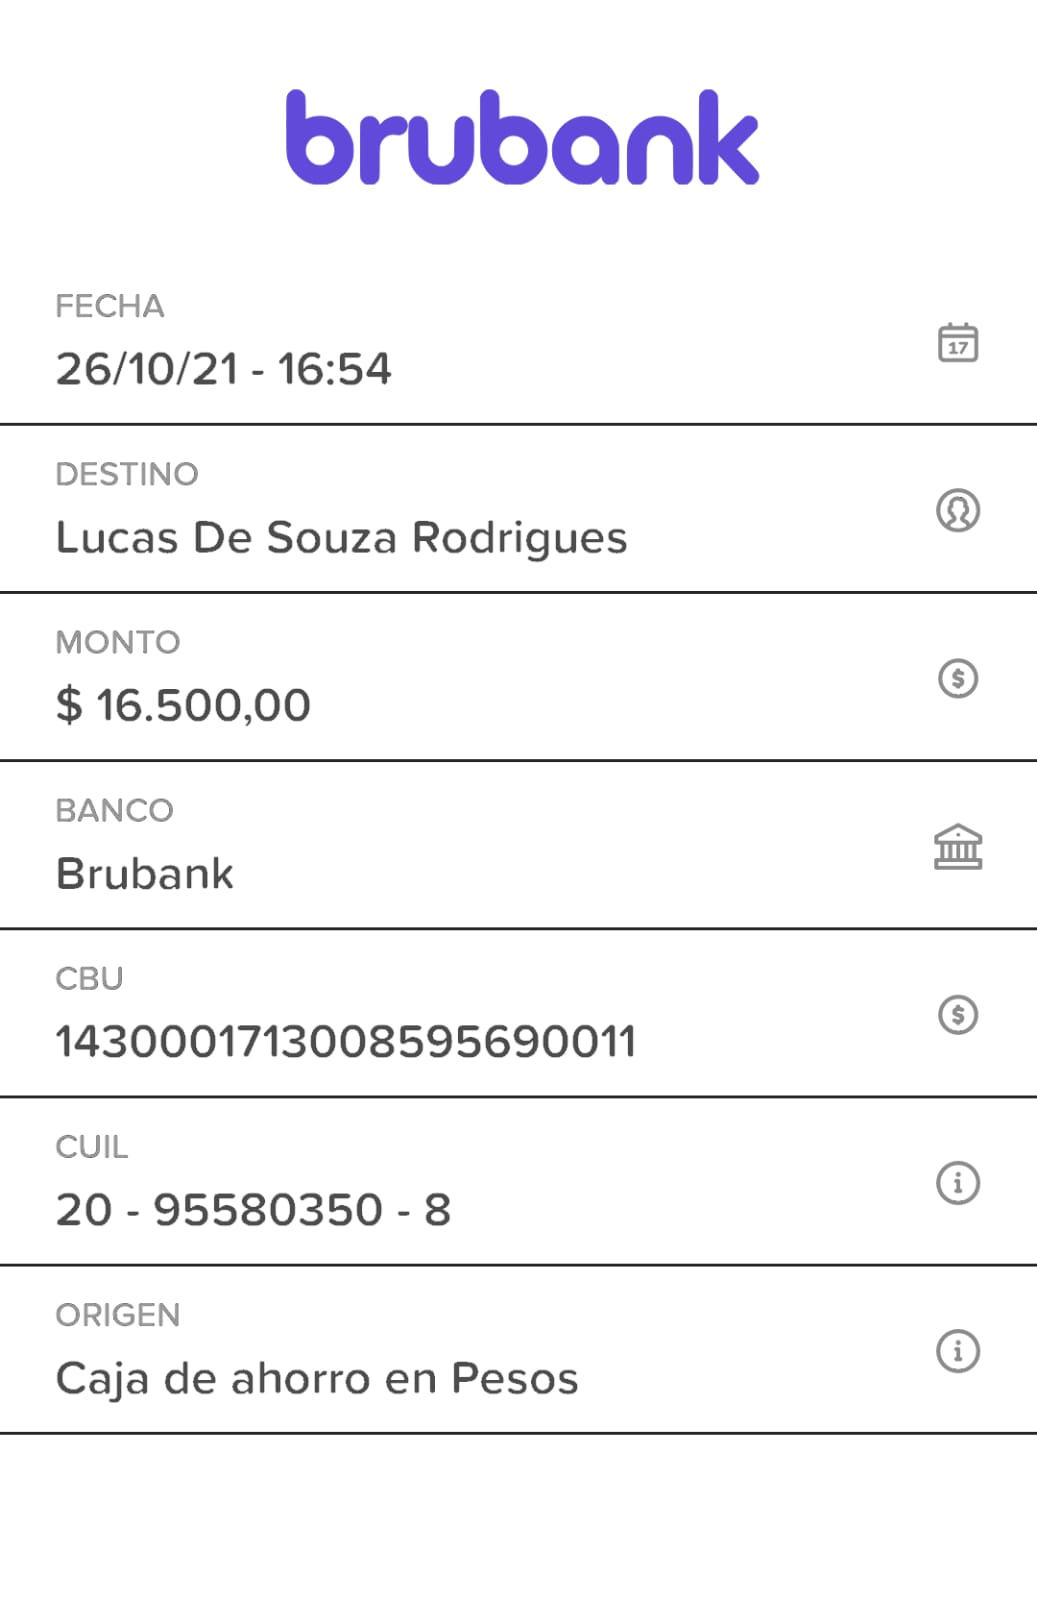 brubank
FECHA
26/10/21 - 16:54
17
DESTINO
Lucas De Souza Rodrigues
MONTO
$ 16.500,00
$
BANCO
Brubank
CBU
1430001713008595690011
$
CUIL
20 - 95580350 - 8
i
ORIGEN
Caja de ahorro en Pesos
i